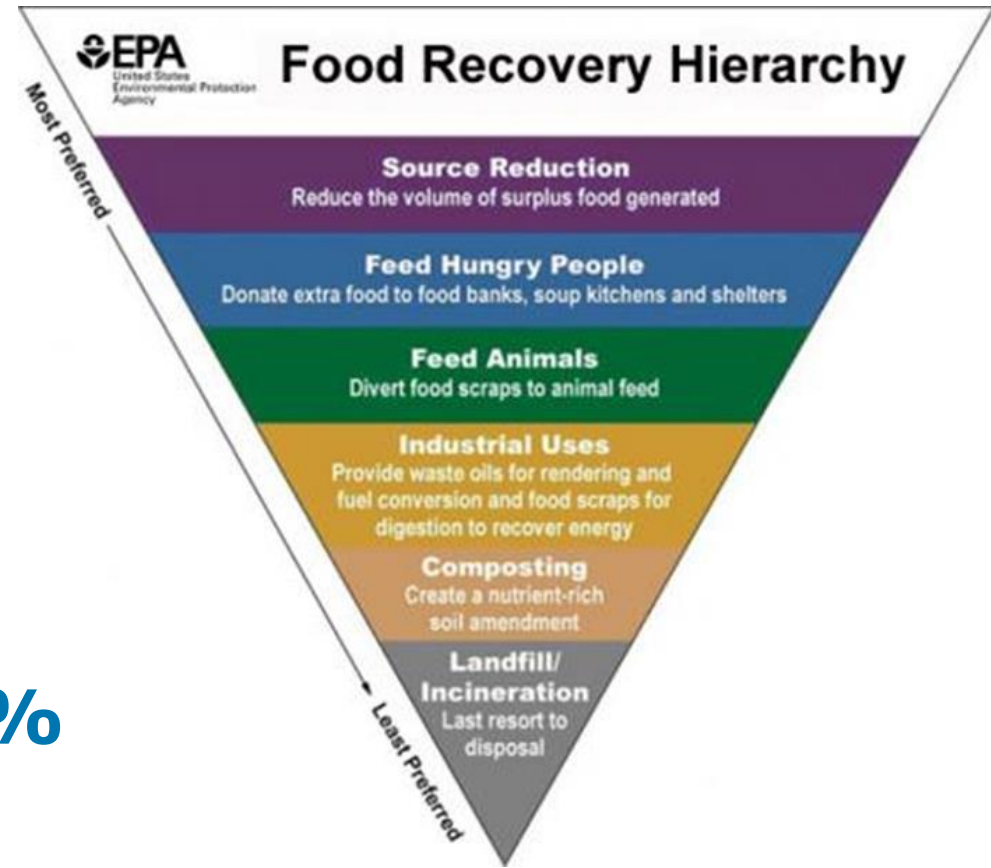 EPA
United States
Environmental Protection
Agency
Food Recovery Hierarchy
Most Preferred
Source Reduction
Reduce the volume of surplus food generated
Feed Hungry People
Donate extra food to food banks, soup kitchens and shelters
Feed Animals
Divert food scraps to animal feed
Industrial Uses
Provide waste oils for rendering and
fuel conversion and food scraps for
digestion to recover energy
Composting
Create a nutrient-rich
soil amendment
Landfill/
Incineration
Last resort to
disposal
Least Preferred
%